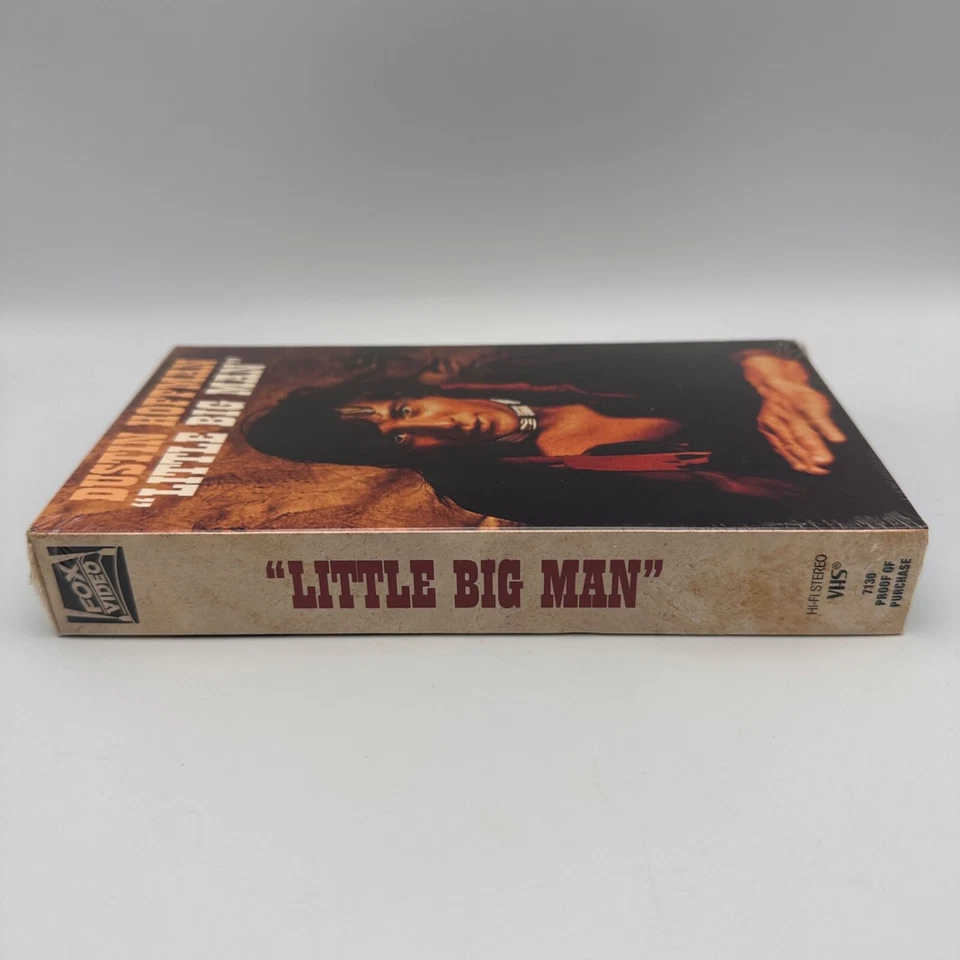 DUSTIN HOFFMAN
"LITTLE BIG MAN"
FOX
VIDEO
"LITTLE BIG MAN"
HI-FI STEREO
VHS®
7130
PROOF OF
PURCHASE